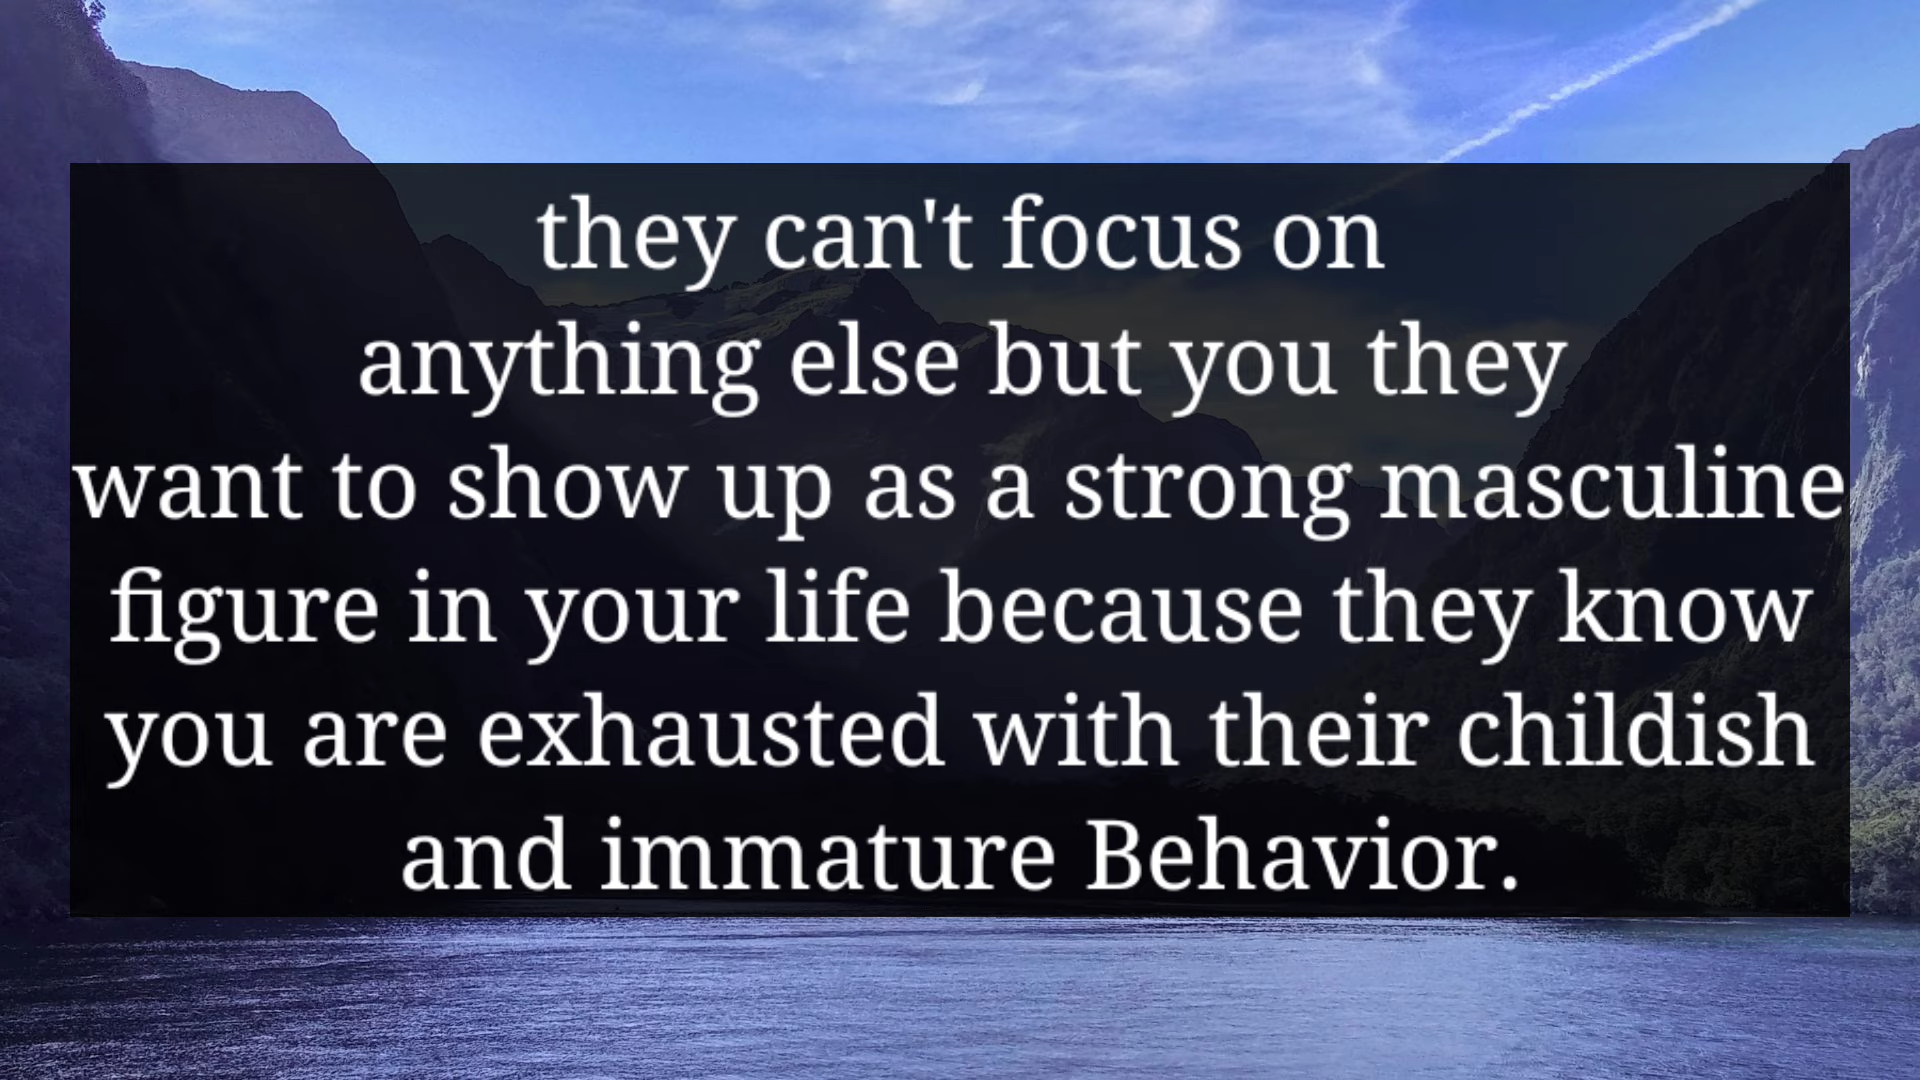 they can't focus on
anything else but you they
want to show up as a strong masculine
figure in your life because they know
you are exhausted with their childish
and immature Behavior.